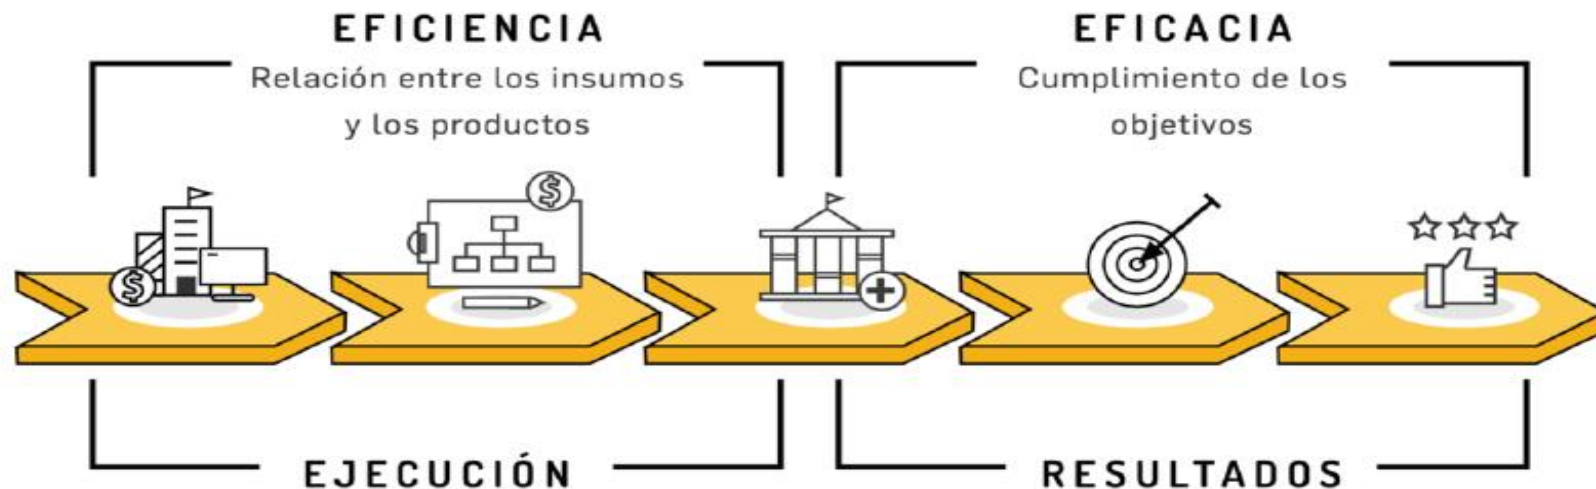 EFICIENCIA
Relación entre los insumos
y los productos
EFICACIA
Cumplimiento de los
objetivos
$
$
EJECUCIÓN
RESULTADOS